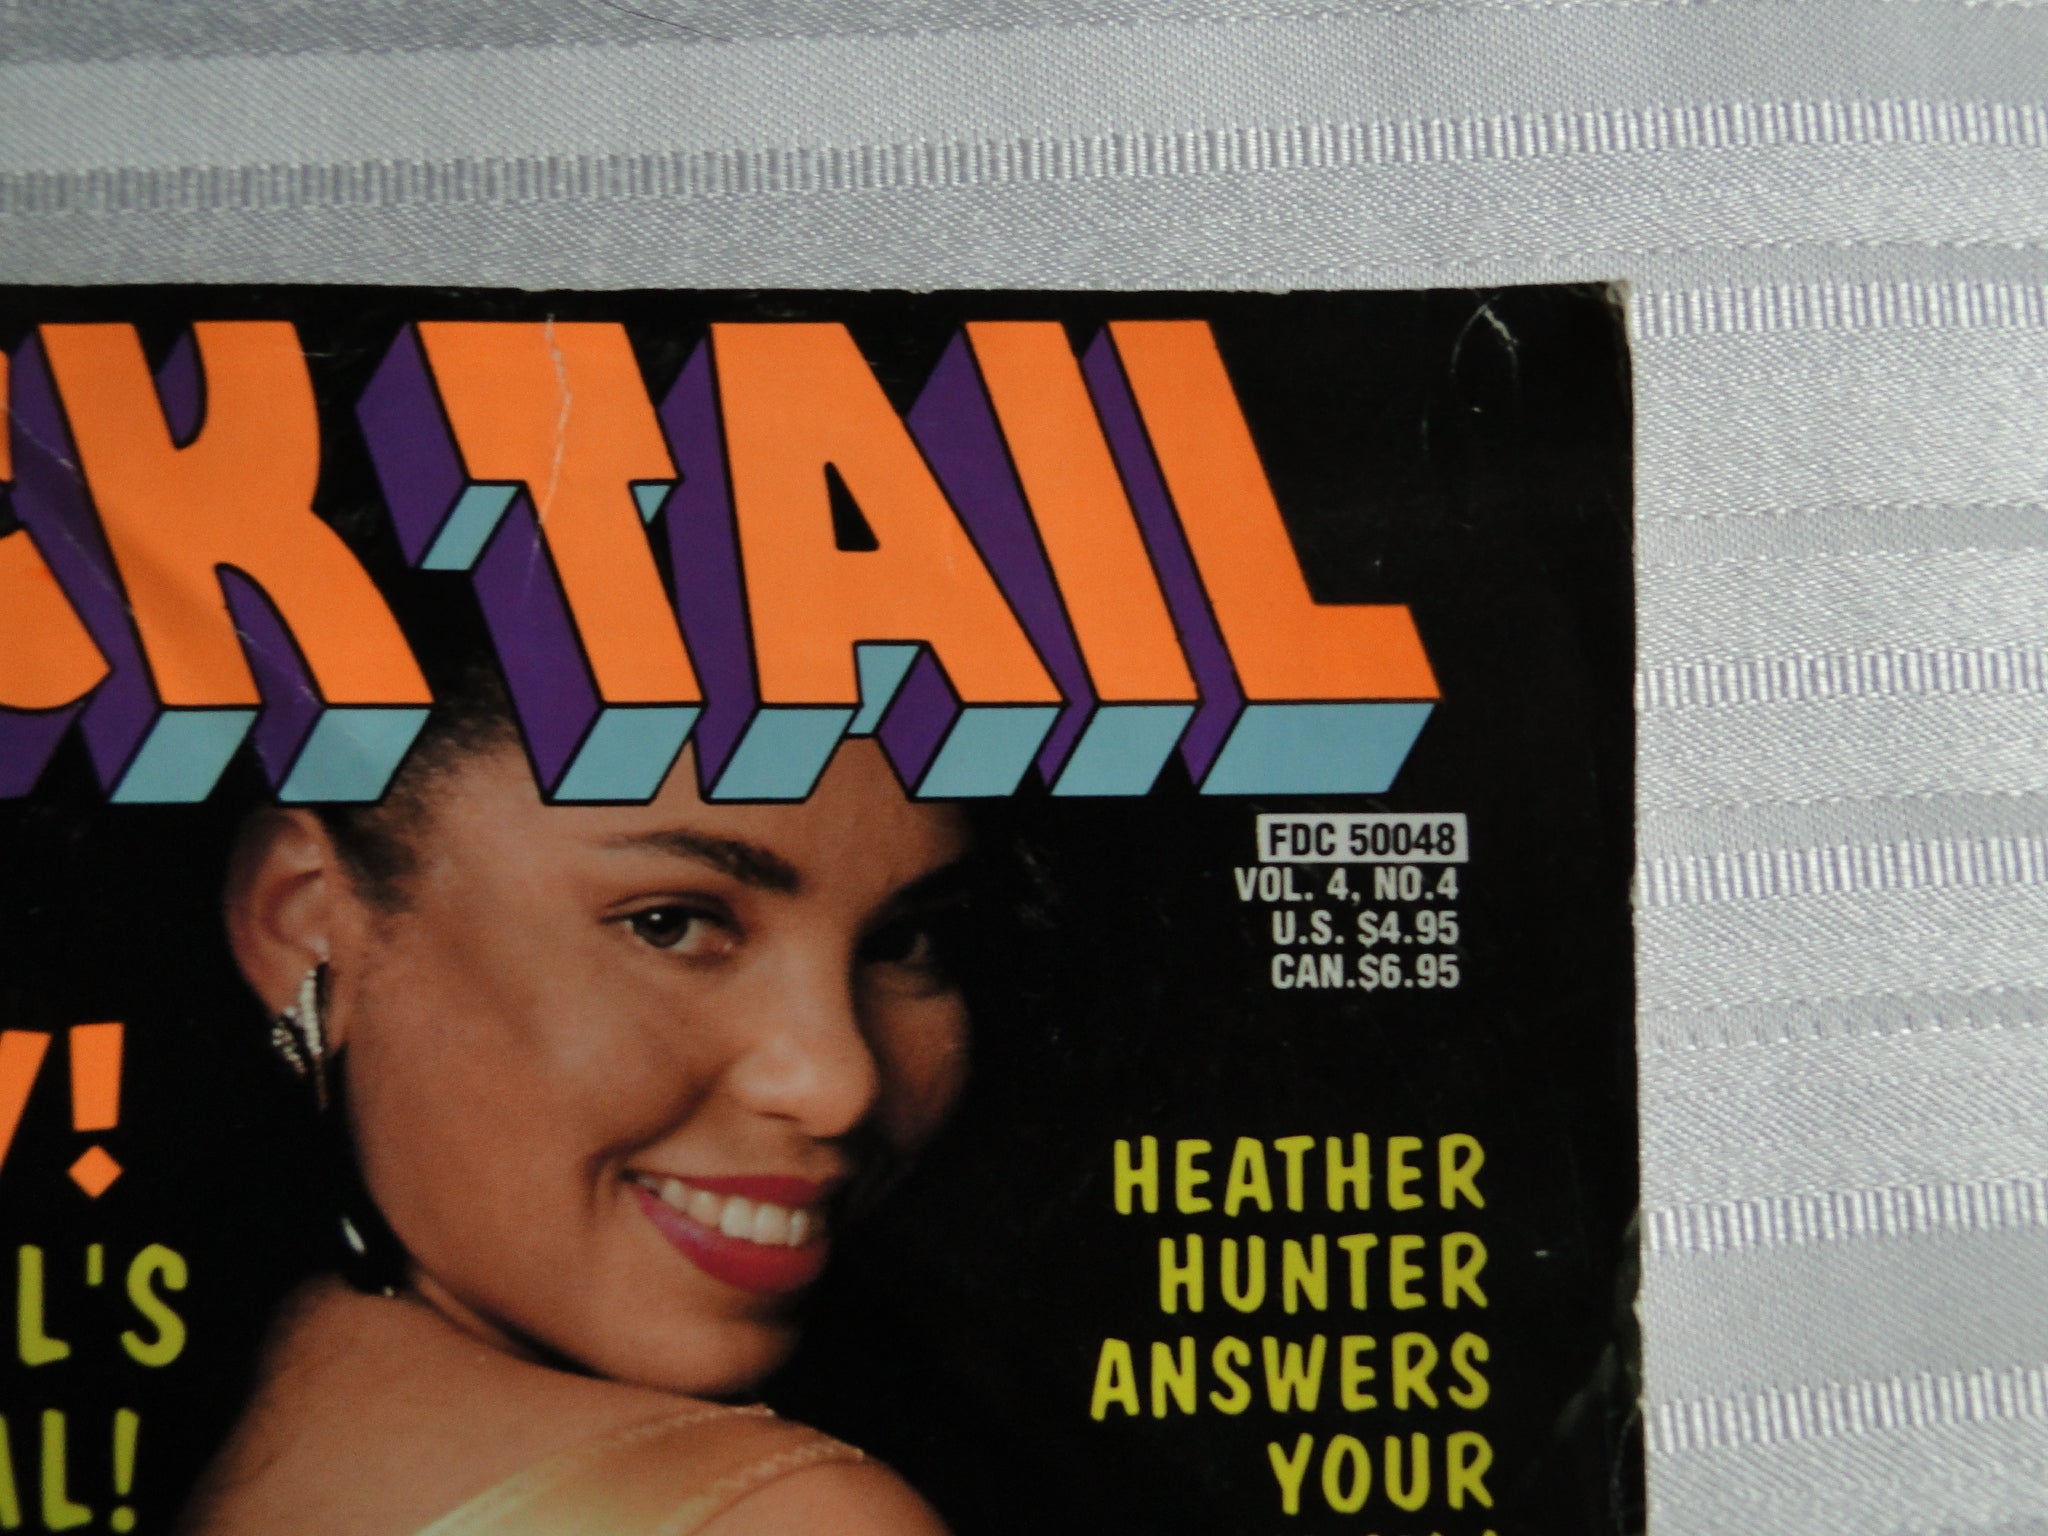 CK TAIL
FDC 50048
VOL. 4, NO.4
U.S. $4.95
CAN.$6.95
Y!
L'S
AL!
HEATHER
HUNTER
ANSWERS
YOUR